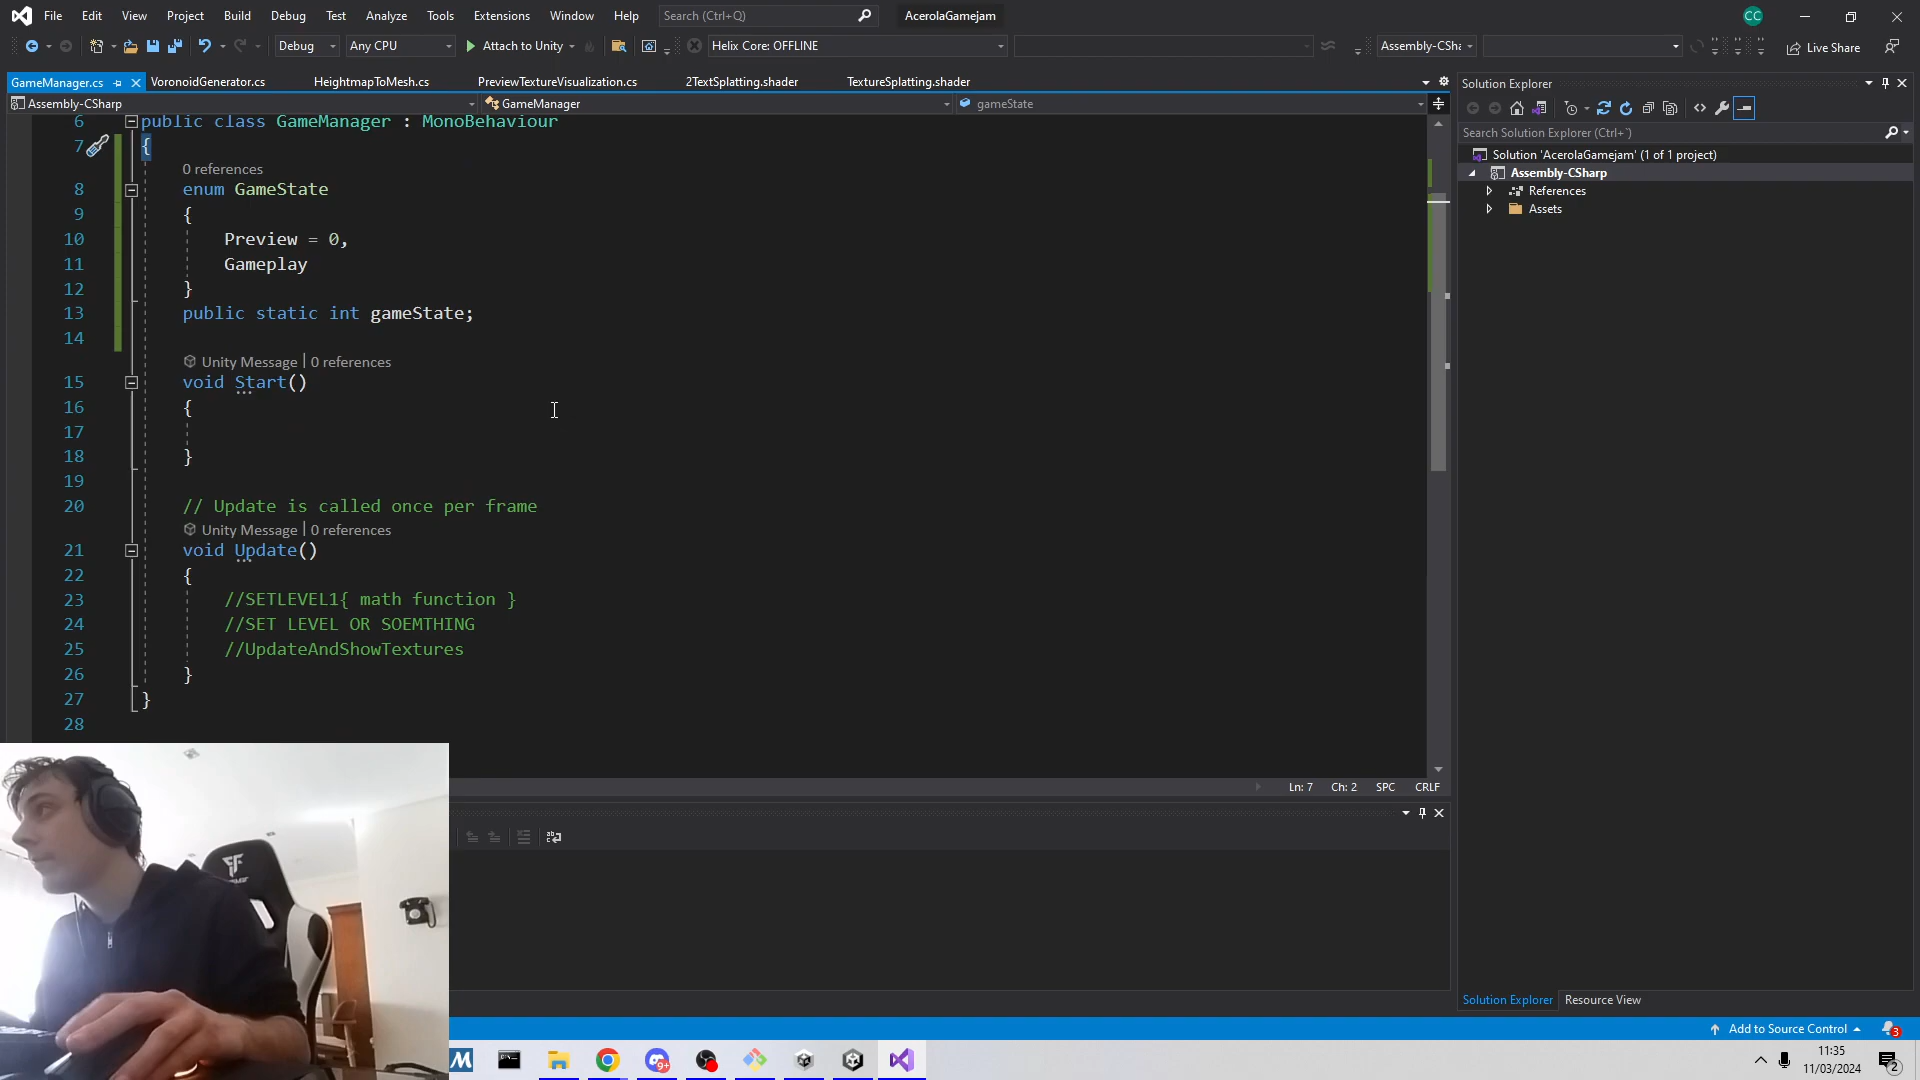 File Edit View Project Build Debug Test Analyze Tools Extensions Window Help Search (Ctrl+Q) AcerolaGamejam CC
Debug Any CPU Attach to Unity Helix Core: OFFLINE Assembly-CSha Live Share
GameManager.cs VoronoidGenerator.cs HeightmapToMesh.cs PreviewTextureVisualization.cs 2TextSplatting.shader TextureSplatting.shader
Assembly-CSharp GameManager gameState
6 public class GameManager : MonoBehaviour
7 {
0 references
8 enum GameState
9 {
10 Preview = 0,
11 Gameplay
12 }
13 public static int gameState;
14
Unity Message | 0 references
15 void Start()
16 {
17
18 }
19
20 // Update is called once per frame
Unity Message | 0 references
21 void Update()
22 {
23 //SETLEVEL1{ math function }
24 //SET LEVEL OR SOEMTHING
25 //UpdateAndShowTextures
26 }
27 }
28
Ln: 7 Ch: 2 SPC CRLF
Solution Explorer
Search Solution Explorer (Ctrl+')
Solution 'AcerolaGamejam' (1 of 1 project)
Assembly-CSharp
References
Assets
Solution Explorer Resource View
Add to Source Control 3
9+
11:35
11/03/2024
2